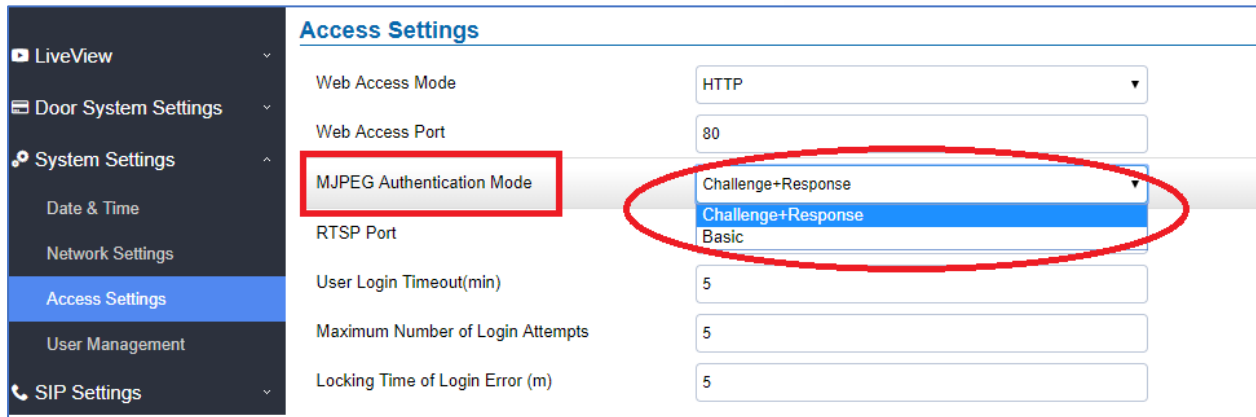 Access Settings
LiveView
Door System Settings
System Settings
Date & Time
Network Settings
Access Settings
User Management
SIP Settings
Web Access Mode HTTP
Web Access Port 80
MJPEG Authentication Mode Challenge+Response
Challenge+Response
Basic
RTSP Port
User Login Timeout(min) 5
Maximum Number of Login Attempts 5
Locking Time of Login Error (m) 5